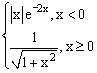 { |x|e^{-2x}, x < 0
1/√(1+x²), x ≥ 0